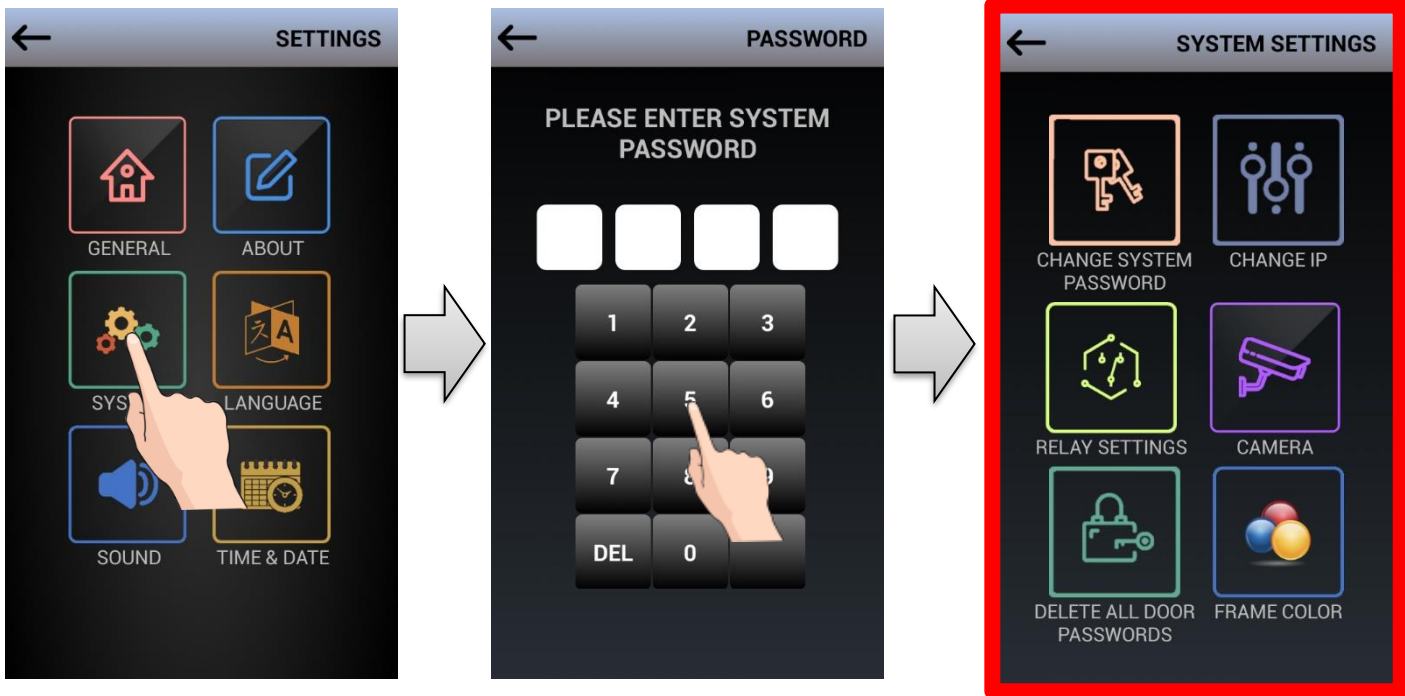 SETTINGS
GENERAL
ABOUT
LANGUAGE
SOUND
TIME & DATE
PASSWORD
PLEASE ENTER SYSTEM
PASSWORD
1 2 3
4 5 6
7
DEL 0
SYSTEM SETTINGS
CHANGE SYSTEM
PASSWORD
CHANGE IP
RELAY SETTINGS
CAMERA
DELETE ALL DOOR
PASSWORDS
FRAME COLOR